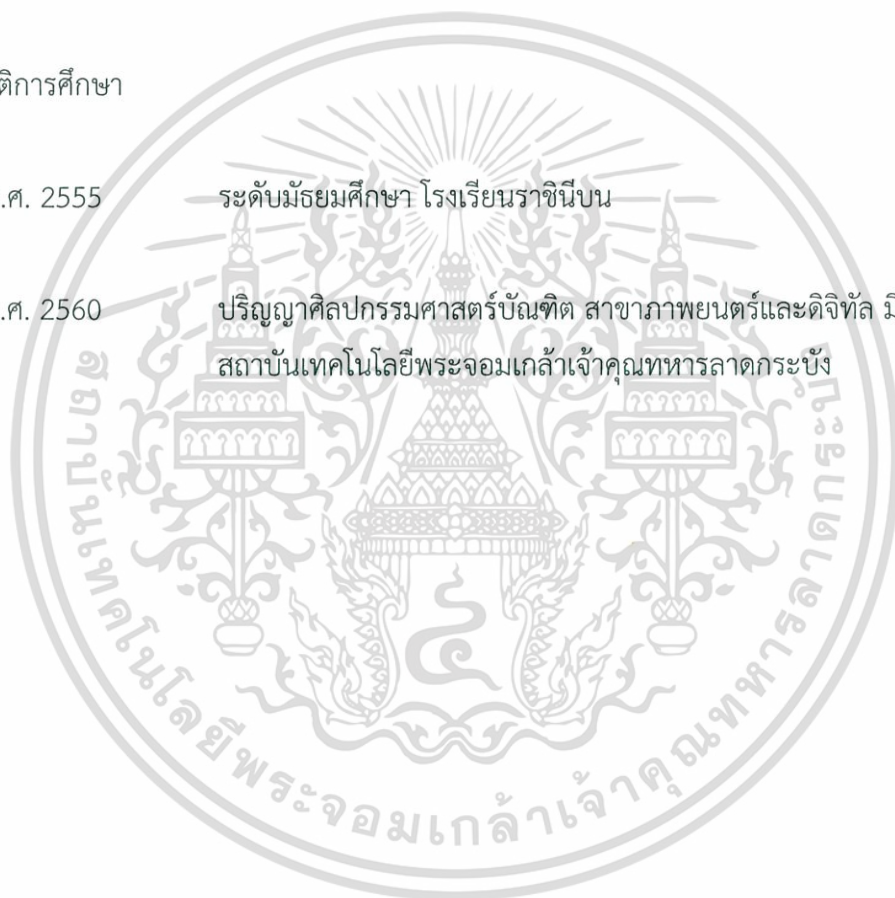 ติการศึกษา
.ศ. 2555 ระดับมัธยมศึกษา โรงเรียนราชินีบน
.ศ. 2560 ปริญญาศิลปกรรมศาสตร์บัณฑิต สาขาภาพยนตร์และดิจิทัล มี
สถาบันเทคโนโลยีพระจอมเกล้าเจ้าคุณทหารลาดกระบัง
สถาบันเทคโนโลยีพระจอมเกล้าเจ้าคุณทหารลาดกระบัง
๔